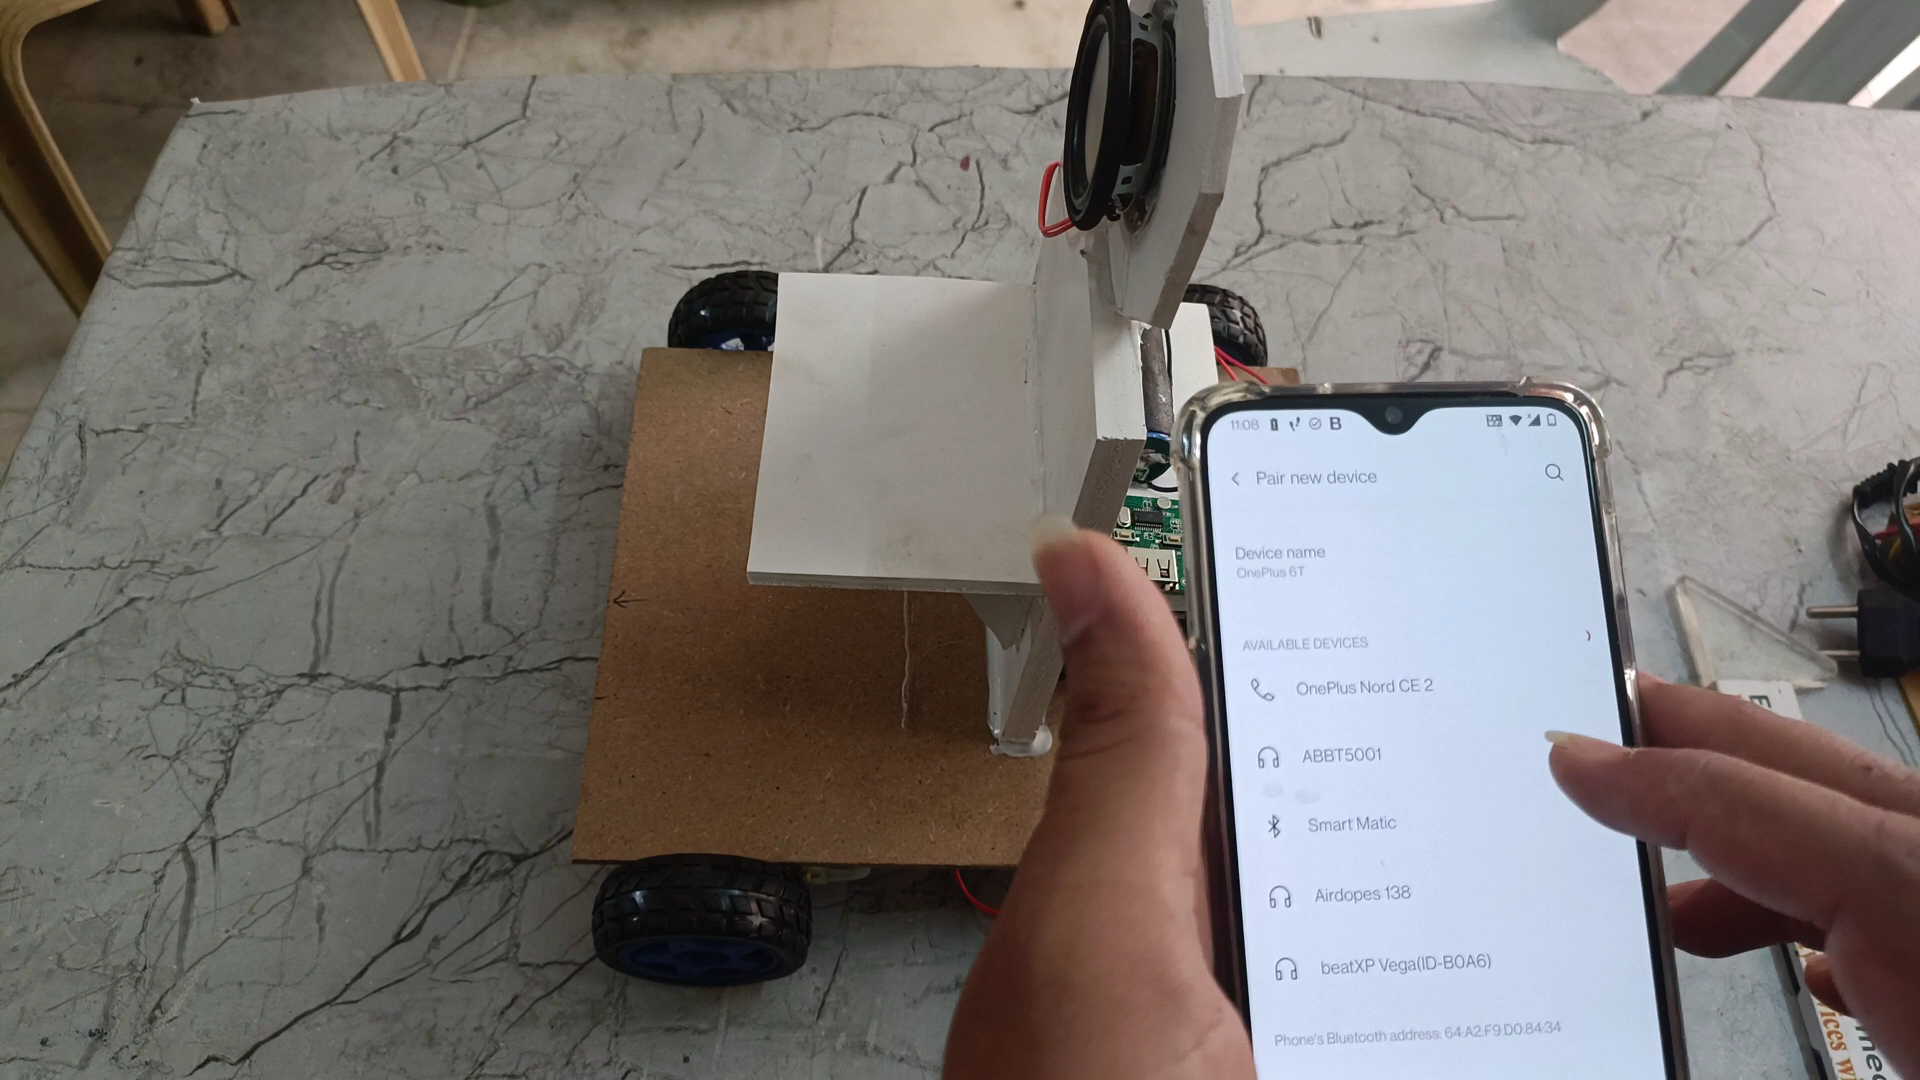 11:08 B
Pair new device
Device name
OnePlus 6T
AVAILABLE DEVICES
OnePlus Nord CE 2
ABBT5001
Smart Matic
Airdopes 138
beatXP Vega(ID-B0A6)
Phone's Bluetooth address: 64:A2:F9:D0:84:34